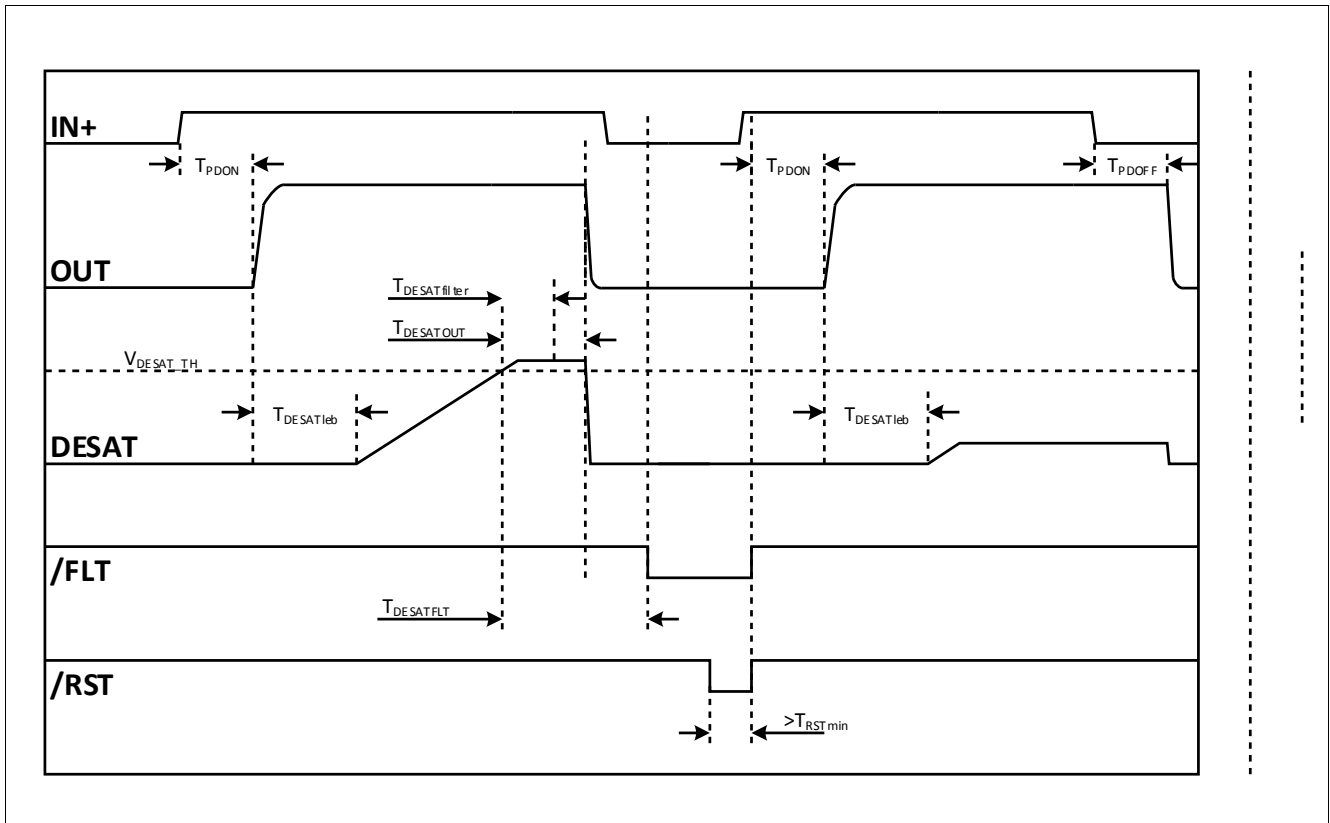 IN+
TPDON
TPDON
TPDOFF
OUT
TDESATfilter
TDESATOUT
VDESAT_TH
TDESATleb
TDESATleb
DESAT
/FLT
TDESATFLT
/RST
>TRSTmin